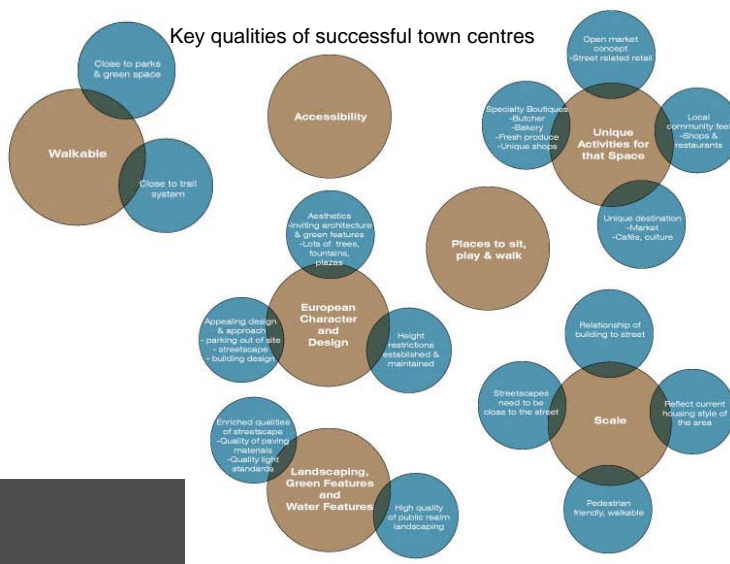 Key qualities of successful town centres
Close to parks
& green space
Walkable
Close to trail
system
Accessibility
Open market
concept
-Street related retail
Specialty Boutiques
-Butcher
-Bakery
-Fresh produce
-Unique shops
Unique
Activities for
that Space
Local
community feel
-Shops &
restaurants
Unique destination
-Market
-Cafés, culture
Aesthetics
-Inviting architecture
& green features
-Lots of trees,
fountains,
plazas
European
Character
and
Design
Appealing design
& approach
- parking out of site
- streetscape
- building design
Height
restrictions
established &
maintained
Places to sit,
play & walk
Relationship of
building to street
Streetscapes
need to be
close to the street
Scale
Reflect current
housing style of
the area
Pedestrian
friendly, walkable
Enriched qualities
of streetscape
-Quality of paving
materials
-Quality light
standards
Landscaping,
Green Features
and
Water Features
High quality
of public realm
landscaping